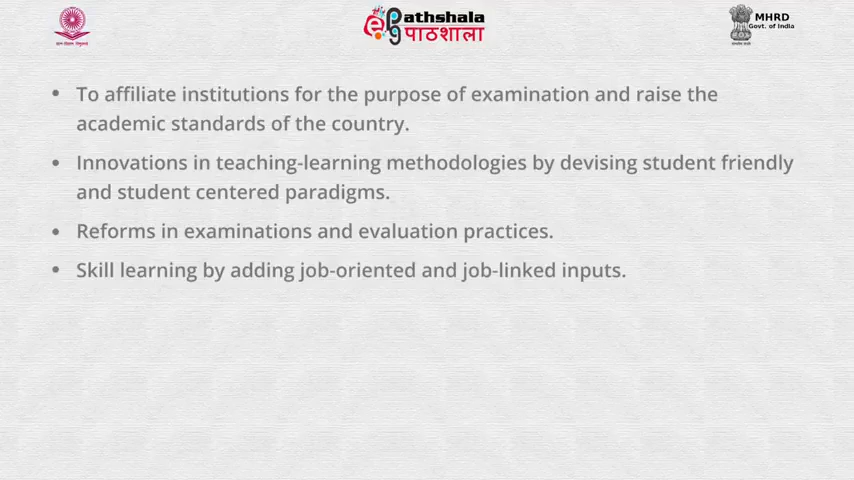 ePathshala
पाठशाला
MHRD
Govt. of India
• To affiliate institutions for the purpose of examination and raise the
academic standards of the country.
• Innovations in teaching-learning methodologies by devising student friendly
and student centered paradigms.
• Reforms in examinations and evaluation practices.
• Skill learning by adding job-oriented and job-linked inputs.